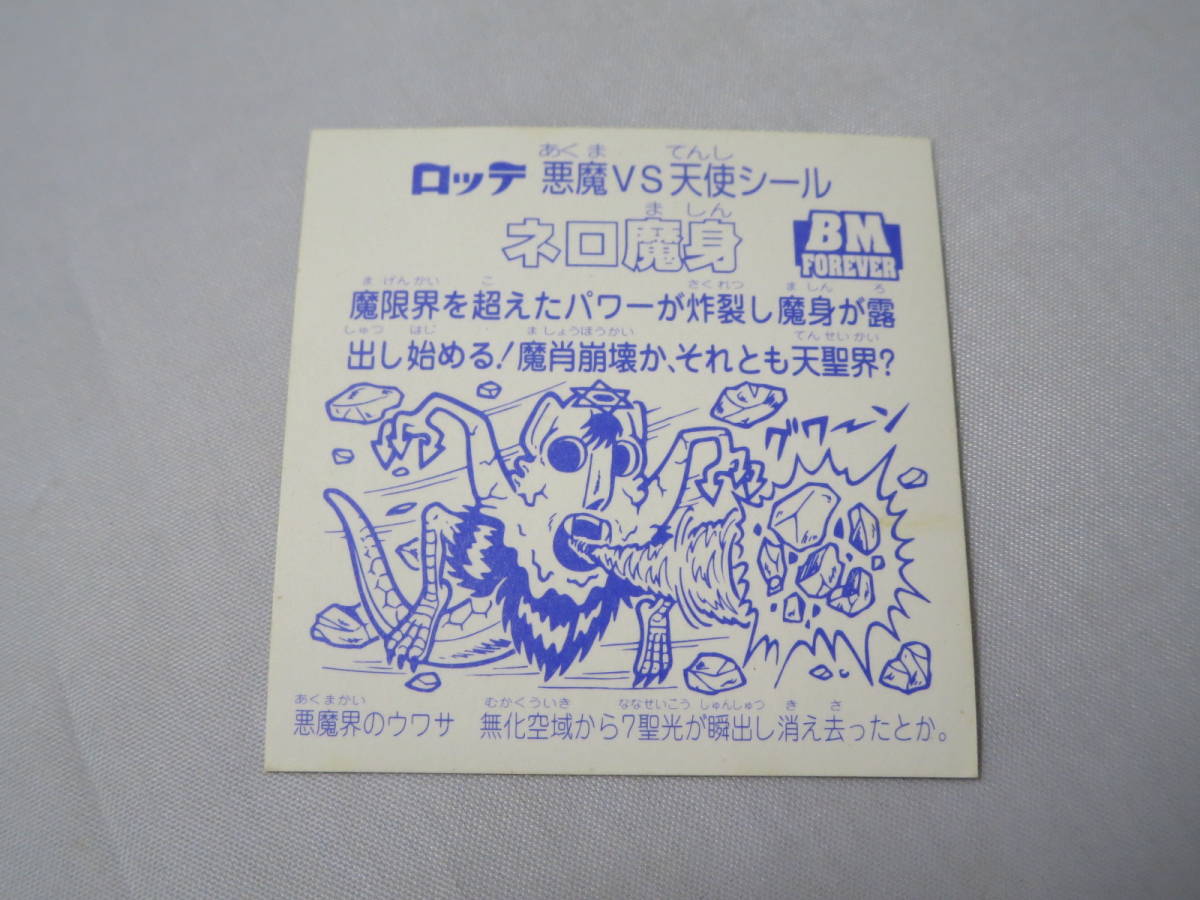 あくま てんし
ロッテ 悪魔VS天使シール
ましん
ネロ魔身
BM
FOREVER
まげんかい こ さくれつ ましん ろ
魔限界を超えたパワーが炸裂し魔身が露
しゅつ はじ ましょうほうかい てんせいかい
出し始める!魔肖崩壊か、それとも天聖界?
グワーン
あくまかい むかくういき ななせいこう しゅんしゅつ き さ
悪魔界のウワサ 無化空域から7聖光が瞬出し消え去ったとか。